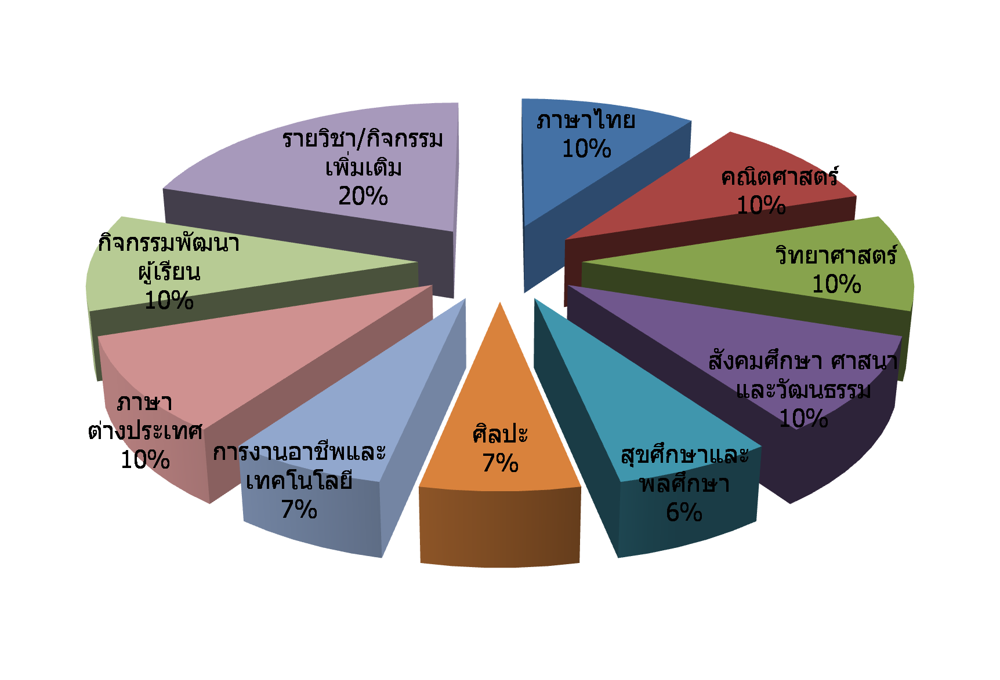 ภาษาไทย
10%
คณิตศาสตร์
10%
วิทยาศาสตร์
10%
สังคมศึกษา ศาสนา
และวัฒนธรรม
10%
สุขศึกษาและ
พลศึกษา
6%
ศิลปะ
7%
การงานอาชีพและ
เทคโนโลยี
7%
ภาษา
ต่างประเทศ
10%
กิจกรรมพัฒนา
ผู้เรียน
10%
รายวิชา/กิจกรรม
เพิ่มเติม
20%